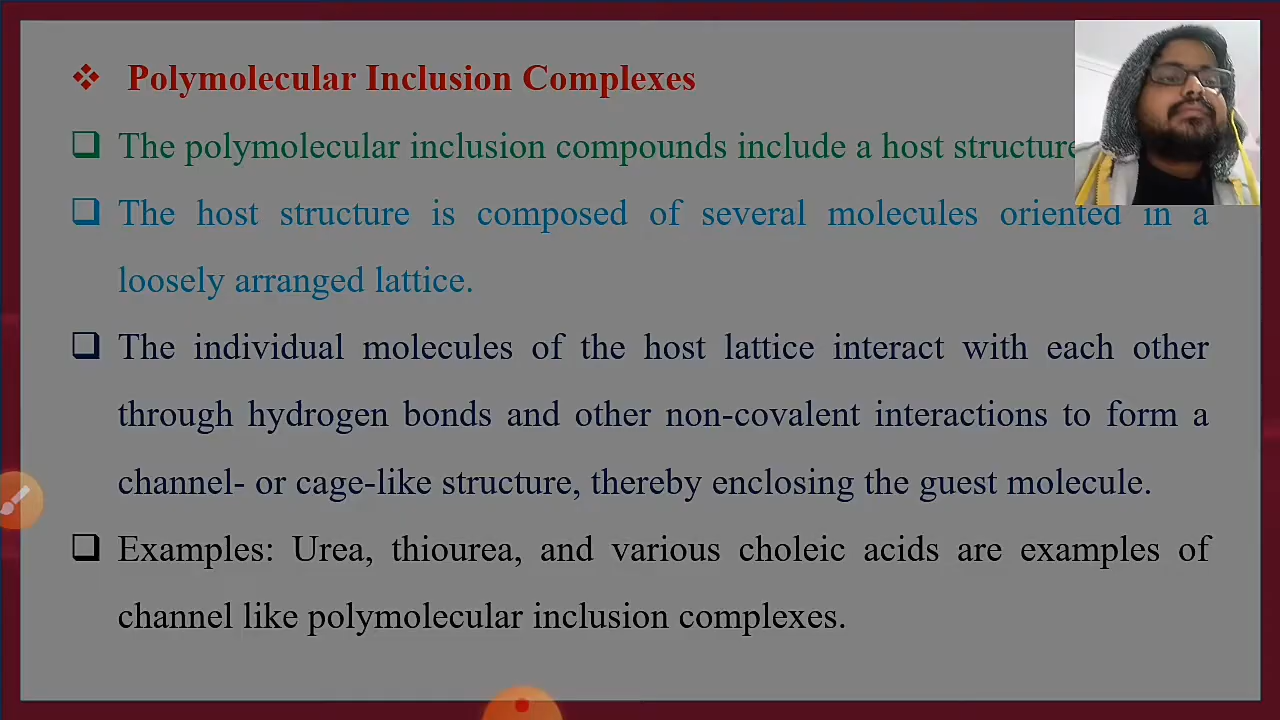 Polymolecular Inclusion Complexes
The polymolecular inclusion compounds include a host structure
The host structure is composed of several molecules oriented in a
loosely arranged lattice.
The individual molecules of the host lattice interact with each other
through hydrogen bonds and other non-covalent interactions to form a
channel- or cage-like structure, thereby enclosing the guest molecule.
Examples: Urea, thiourea, and various choleic acids are examples of
channel like polymolecular inclusion complexes.